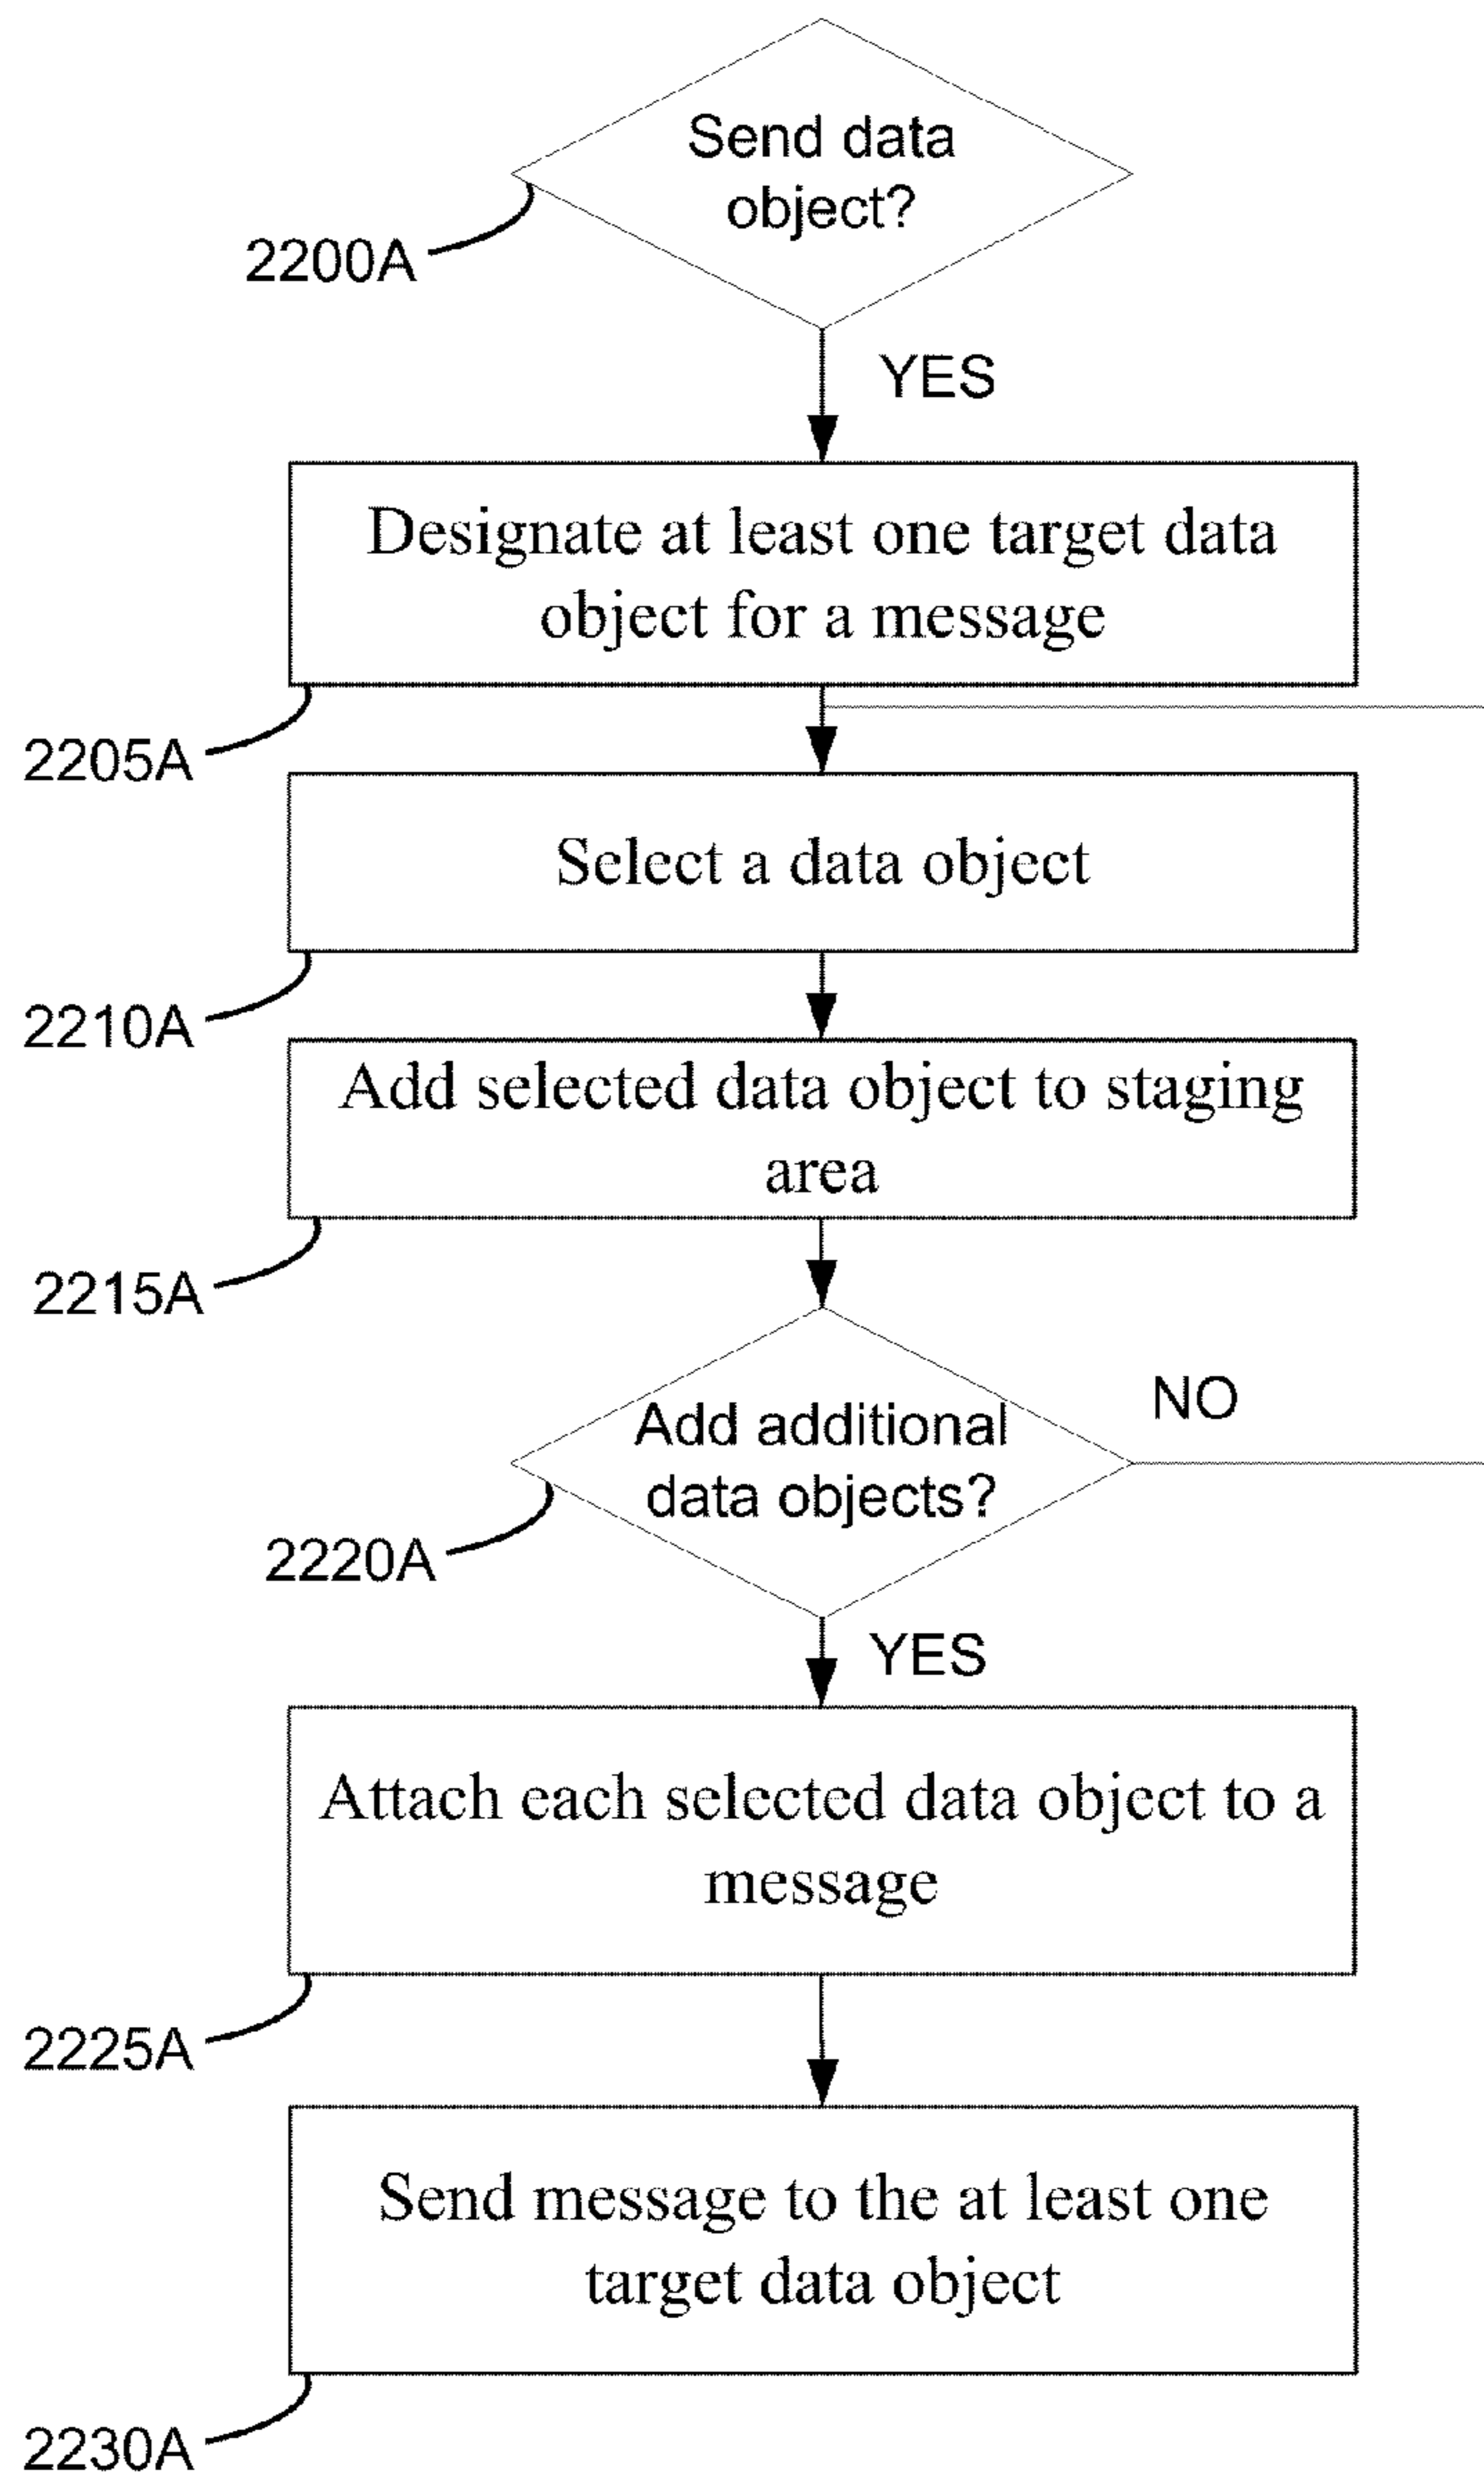 Send data
object?
2200A
YES
Designate at least one target data
object for a message
2205A
Select a data object
2210A
Add selected data object to staging
area
2215A
Add additional
data objects?
NO
2220A
YES
Attach each selected data object to a
message
2225A
Send message to the at least one
target data object
2230A